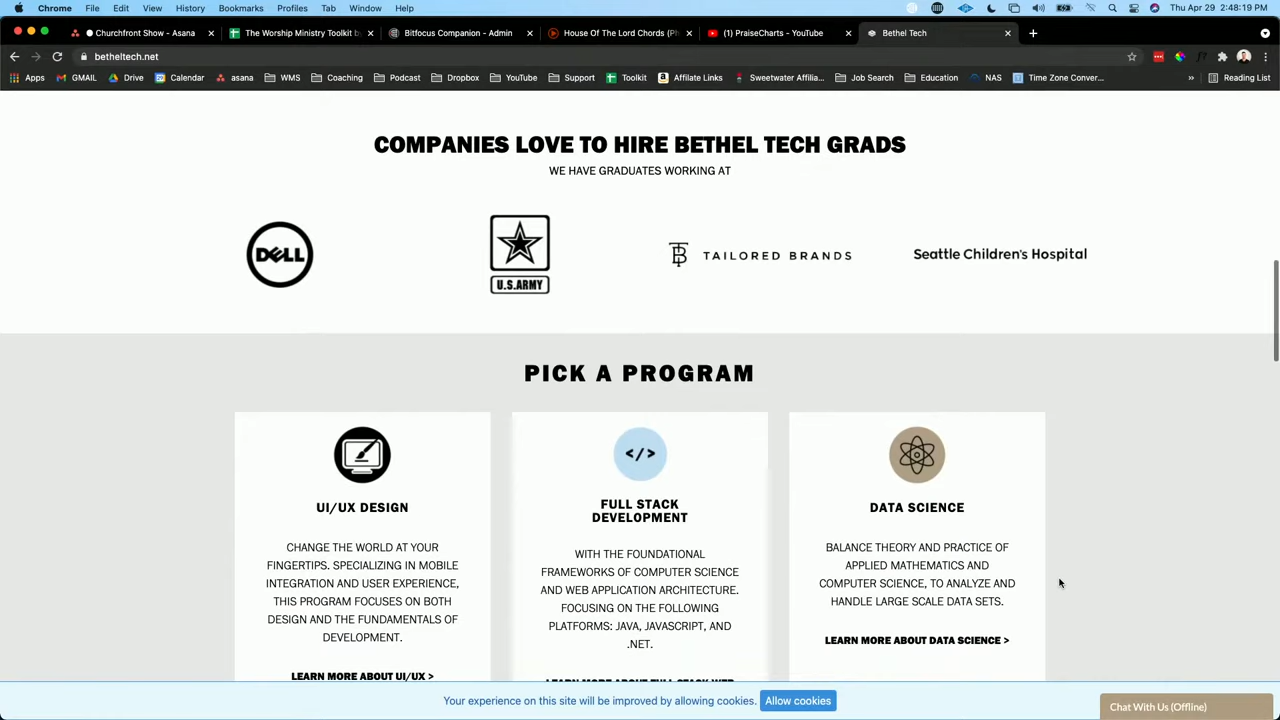 Chrome File Edit View History Bookmarks Profiles Tab Window Help Thu Apr 29 2:48:19 PM
Churchfront Show - Asana The Worship Ministry Toolkit by Bitfocus Companion - Admin House Of The Lord Chords (Ph (1) PraiseCharts - YouTube Bethel Tech
betheltech.net
Apps GMAIL Drive Calendar asana WMS Coaching Podcast Dropbox YouTube Support Toolkit Affilate Links Sweetwater Affilia... Job Search Education NAS Time Zone Conver... » Reading List
COMPANIES LOVE TO HIRE BETHEL TECH GRADS
WE HAVE GRADUATES WORKING AT
DELL
U.S.ARMY
TB TAILORED BRANDS
Seattle Children's Hospital
PICK A PROGRAM
UI/UX DESIGN
CHANGE THE WORLD AT YOUR
FINGERTIPS. SPECIALIZING IN MOBILE
INTEGRATION AND USER EXPERIENCE,
THIS PROGRAM FOCUSES ON BOTH
DESIGN AND THE FUNDAMENTALS OF
DEVELOPMENT.
LEARN MORE ABOUT UI/UX >
</>
FULL STACK
DEVELOPMENT
WITH THE FOUNDATIONAL
FRAMEWORKS OF COMPUTER SCIENCE
AND WEB APPLICATION ARCHITECTURE.
FOCUSING ON THE FOLLOWING
PLATFORMS: JAVA, JAVASCRIPT, AND
.NET.
LEARN MORE ABOUT FULL STACK WEB
DATA SCIENCE
BALANCE THEORY AND PRACTICE OF
APPLIED MATHEMATICS AND
COMPUTER SCIENCE, TO ANALYZE AND
HANDLE LARGE SCALE DATA SETS.
LEARN MORE ABOUT DATA SCIENCE >
Your experience on this site will be improved by allowing cookies. Allow cookies
Chat With Us (Offline)